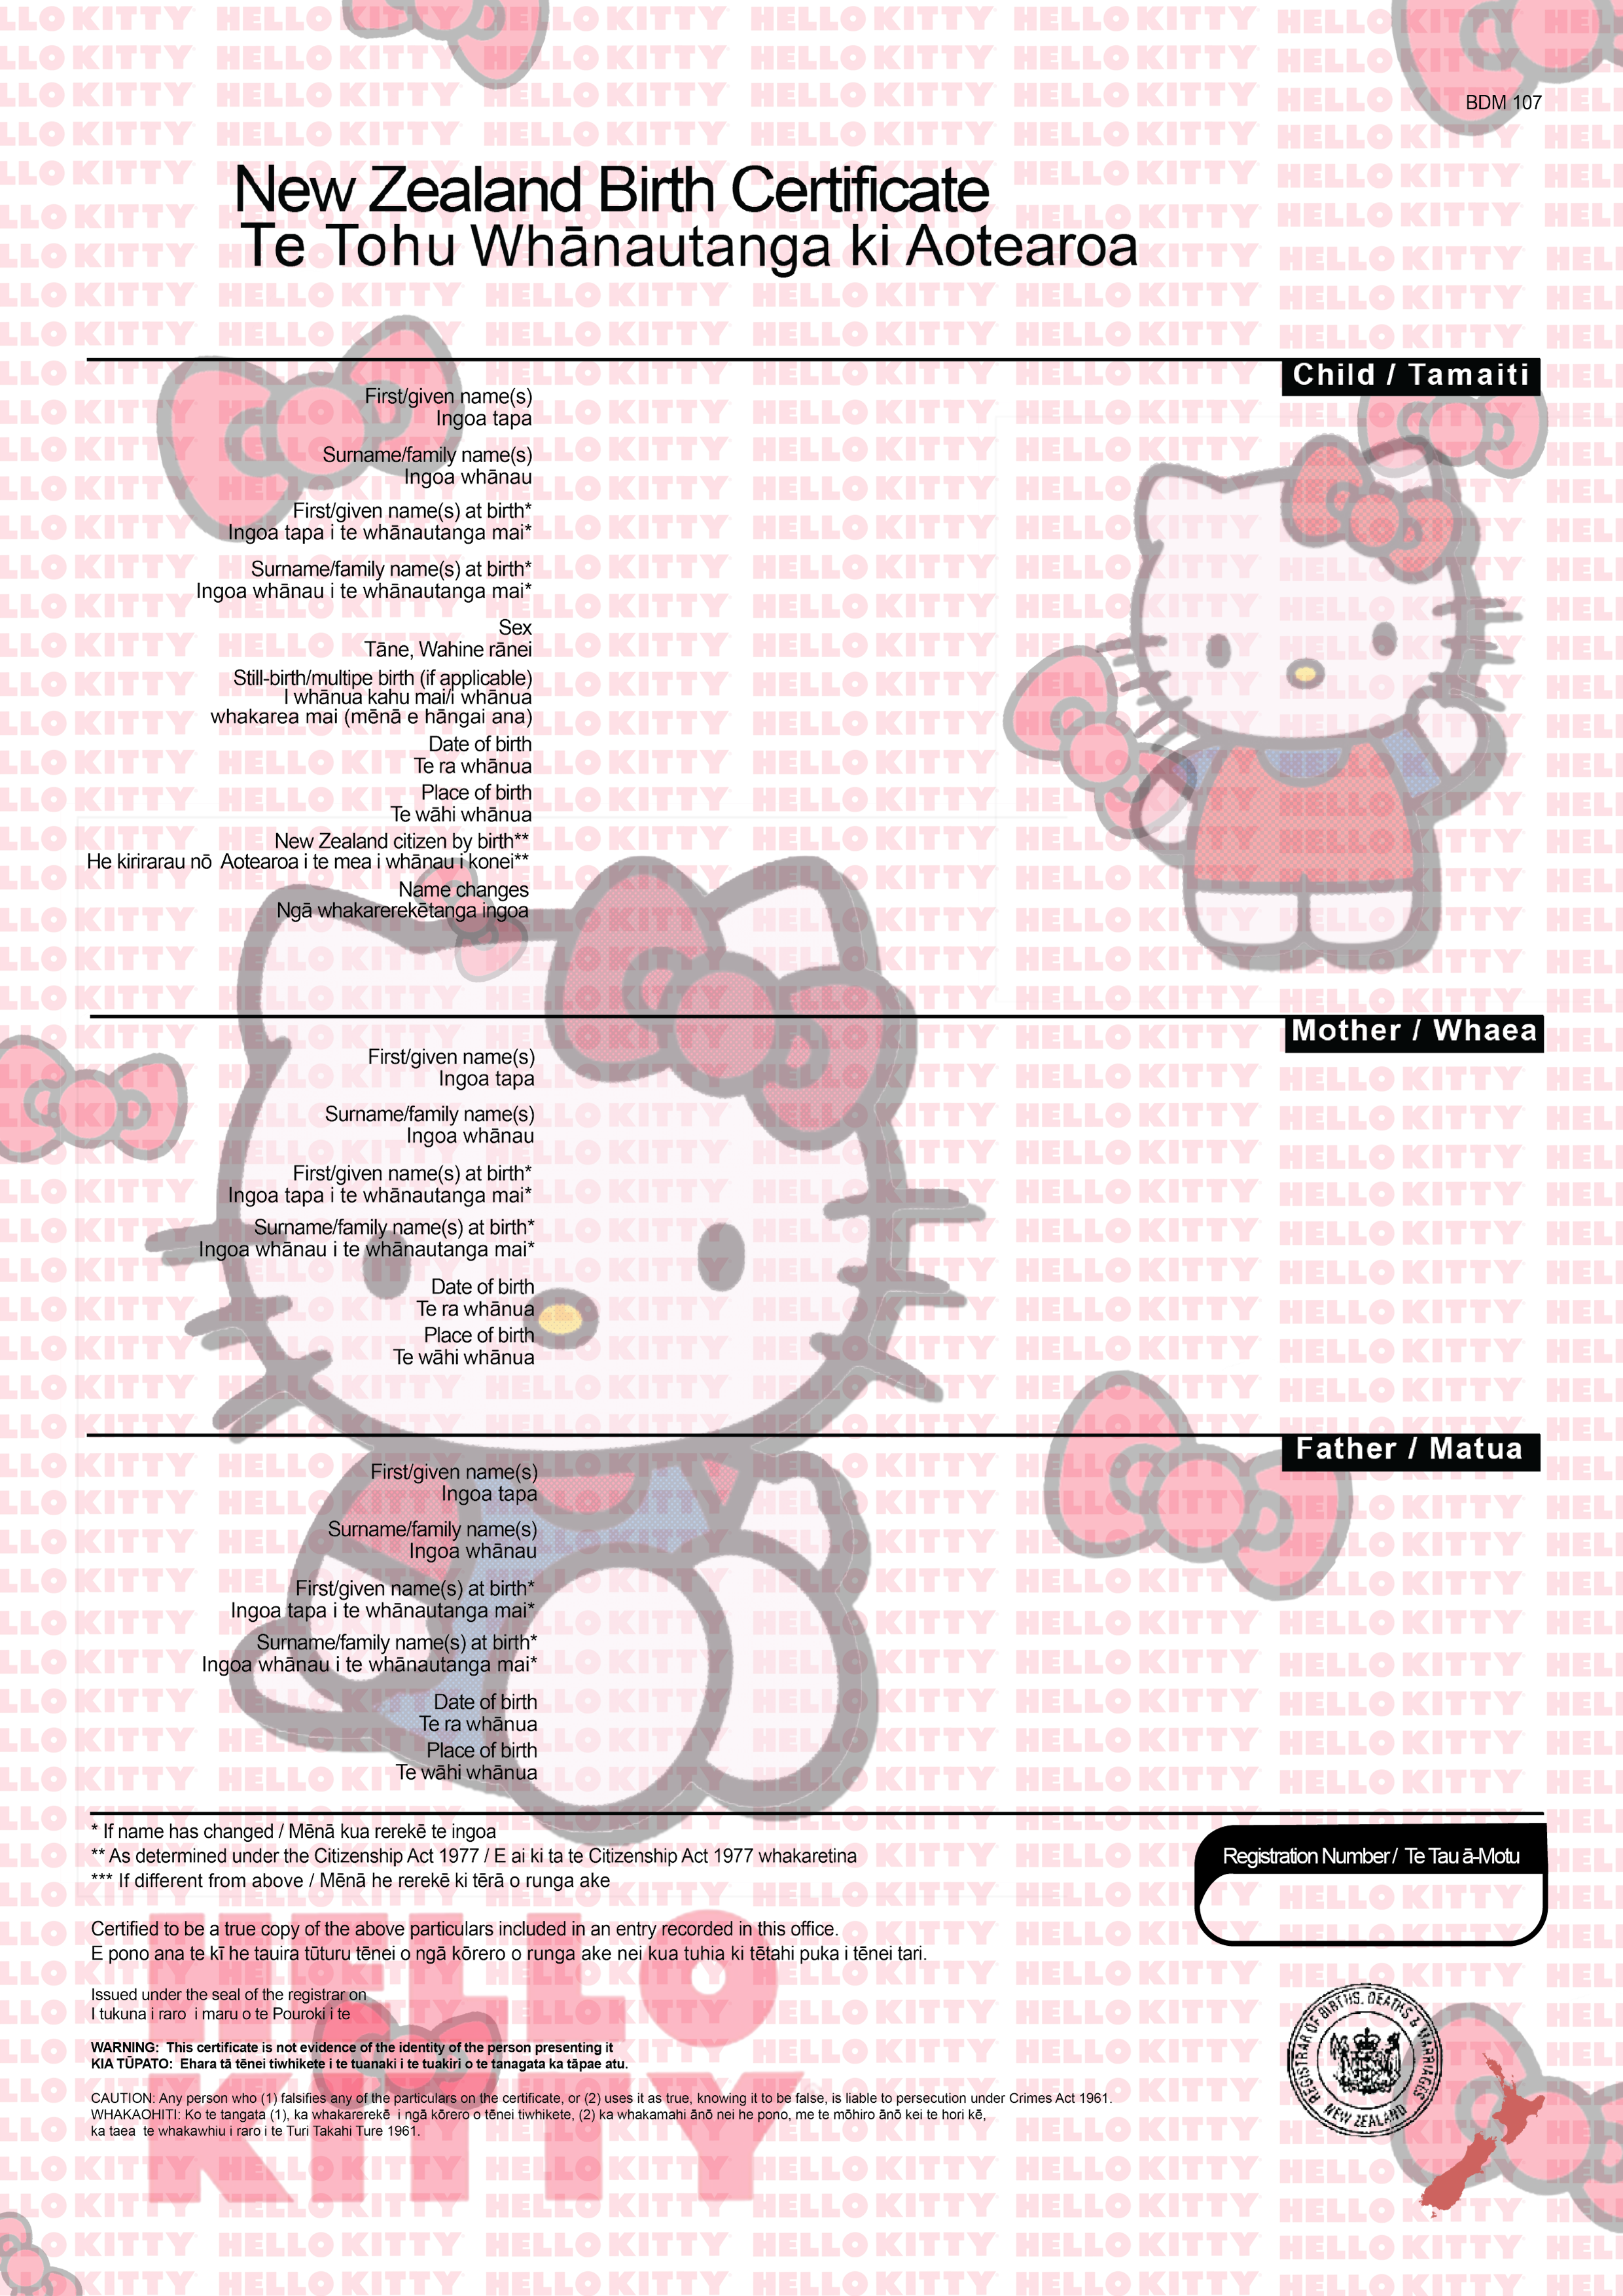 BDM 107
New Zealand Birth Certificate
Te Tohu Whānautanga ki Aotearoa
Child / Tamaiti
First/given name(s)
Ingoa tapa
Surname/family name(s)
Ingoa whānau
First/given name(s) at birth*
Ingoa tapa i te whānautanga mai*
Surname/family name(s) at birth*
Ingoa whānau i te whānautanga mai*
Sex
Tāne, Wahine rānei
Still-birth/multipe birth (if applicable)
I whānua kahu mai/i whānua
whakarea mai (mēnā e hāngai ana)
Date of birth
Te ra whānua
Place of birth
Te wāhi whānua
New Zealand citizen by birth**
He kirirarau nō Aotearoa i te mea i whānau i konei**
Name changes
Ngā whakarerekētanga ingoa
Mother / Whaea
First/given name(s)
Ingoa tapa
Surname/family name(s)
Ingoa whānau
First/given name(s) at birth*
Ingoa tapa i te whānautanga mai*
Surname/family name(s) at birth*
Ingoa whānau i te whānautanga mai*
Date of birth
Te ra whānua
Place of birth
Te wāhi whānua
Father / Matua
First/given name(s)
Ingoa tapa
Surname/family name(s)
Ingoa whānau
First/given name(s) at birth*
Ingoa tapa i te whānautanga mai*
Surname/family name(s) at birth*
Ingoa whānau i te whānautanga mai*
Date of birth
Te ra whānua
Place of birth
Te wāhi whānua
* If name has changed / Mēnā kua rerekē te ingoa
** As determined under the Citizenship Act 1977 / E ai ki ta te Citizenship Act 1977 whakaretina
*** If different from above / Mēnā he rerekē ki tērā o runga ake
Registration Number / Te Tau ā-Motu
Certified to be a true copy of the above particulars included in an entry recorded in this office.
E pono ana te kī he tauira tūturu tēnei o ngā kōrero o runga ake nei kua tuhia ki tētahi puka i tēnei tari.
Issued under the seal of the registrar on
I tukuna i raro i maru o te Pouroki i te
WARNING: This certificate is not evidence of the identity of the person presenting it
KIA TŪPATO: Ehara tā tēnei tiwhikete i te tuanaki i te tuakiri o te tanagata ka tāpae atu.
CAUTION: Any person who (1) falsifies any of the particulars on the certificate, or (2) uses it as true, knowing it to be false, is liable to persecution under Crimes Act 1961.
WHAKAOHITI: Ko te tangata (1), ka whakarerekē i ngā kōrero o tēnei tiwhikete, (2) ka whakamahi ānō nei he pono, me te mōhiro ānō kei te hori kē,
ka taea te whakawhiu i raro i te Turi Takahi Ture 1961.
REGISTRAR OF BIRTHS, DEATHS & MARRIAGES
NEW ZEALAND
HELLO
KITTY